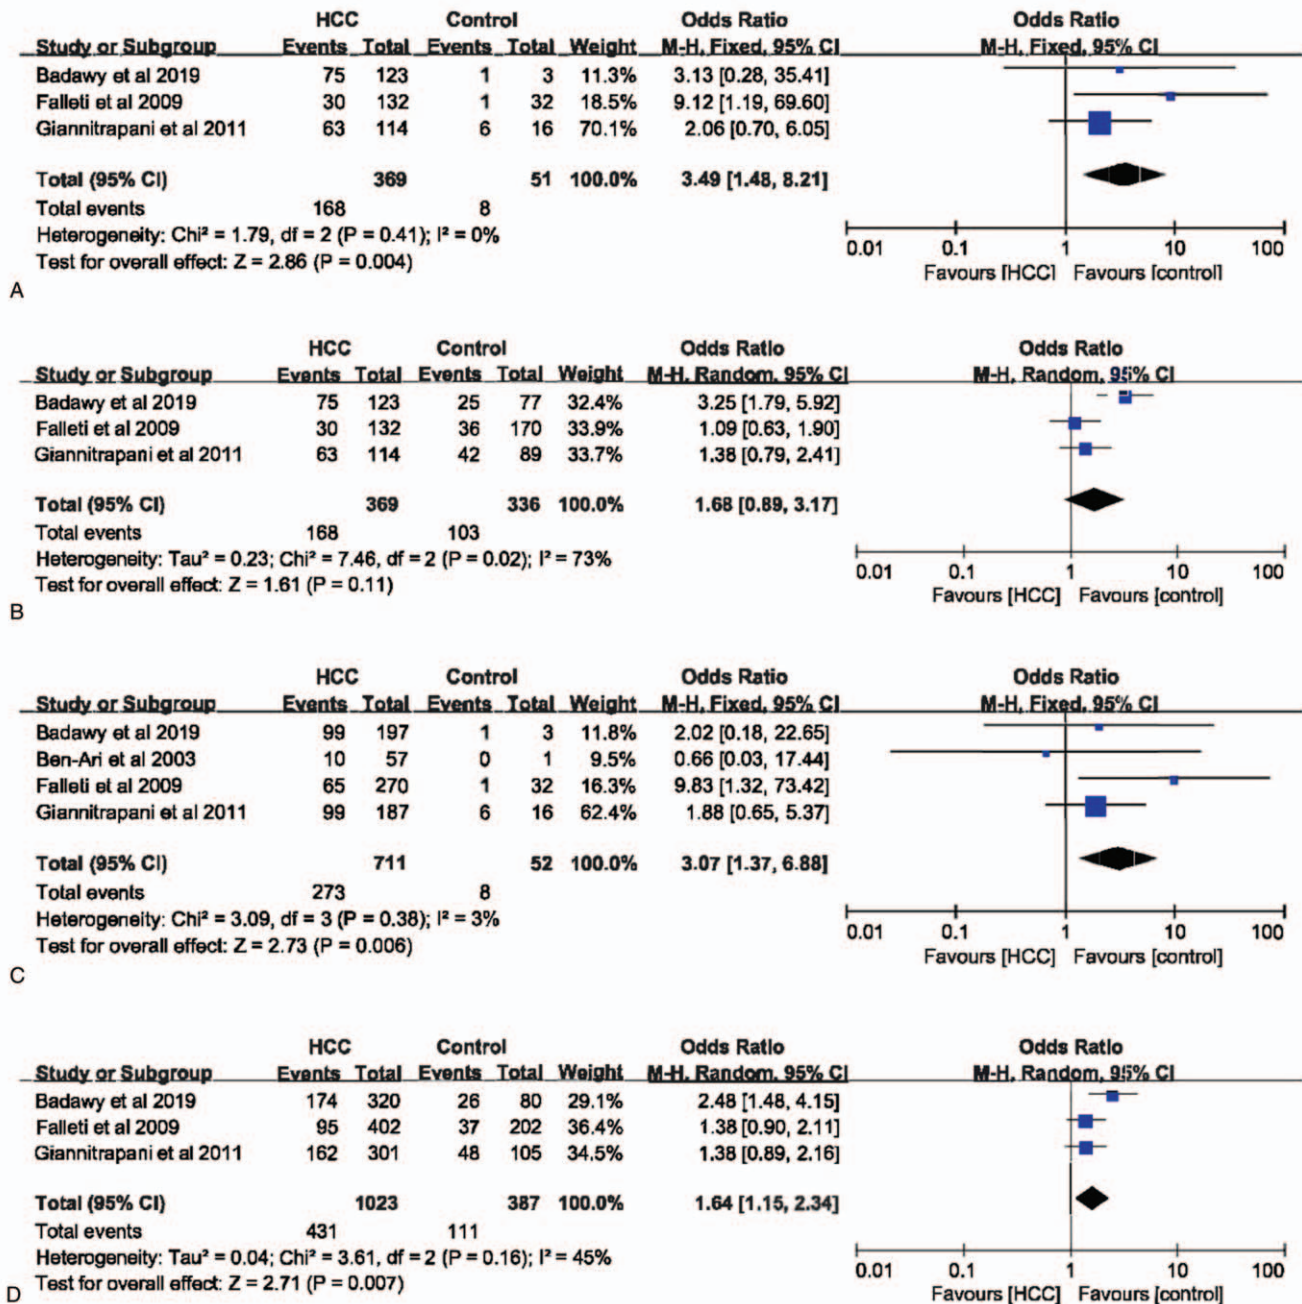 HCC Control Odds Ratio Odds Ratio
Study or Subgroup Events Total Events Total Weight M-H, Fixed, 95% CI M-H, Fixed, 95% CI
Badawy et al 2019 75 123 1 3 11.3% 3.13 [0.28, 35.41]
Falleti et al 2009 30 132 1 32 18.5% 9.12 [1.19, 69.60]
Giannitrapani et al 2011 63 114 6 16 70.1% 2.06 [0.70, 6.05]
Total (95% CI) 369 51 100.0% 3.49 [1.48, 8.21]
Total events 168 8
Heterogeneity: Chi² = 1.79, df = 2 (P = 0.41); I² = 0%
Test for overall effect: Z = 2.86 (P = 0.004)
0.01 0.1 1 10 100
Favours [HCC] Favours [control]
A
HCC Control Odds Ratio Odds Ratio
Study or Subgroup Events Total Events Total Weight M-H, Random, 95% CI M-H, Random, 95% CI
Badawy et al 2019 75 123 25 77 32.4% 3.25 [1.79, 5.92]
Falleti et al 2009 30 132 36 170 33.9% 1.09 [0.63, 1.90]
Giannitrapani et al 2011 63 114 42 89 33.7% 1.38 [0.79, 2.41]
Total (95% CI) 369 336 100.0% 1.68 [0.89, 3.17]
Total events 168 103
Heterogeneity: Tau² = 0.23; Chi² = 7.46, df = 2 (P = 0.02); I² = 73%
Test for overall effect: Z = 1.61 (P = 0.11)
0.01 0.1 1 10 100
Favours [HCC] Favours [control]
B
HCC Control Odds Ratio Odds Ratio
Study or Subgroup Events Total Events Total Weight M-H, Fixed, 95% CI M-H, Fixed, 95% CI
Badawy et al 2019 99 197 1 3 11.8% 2.02 [0.18, 22.65]
Ben-Ari et al 2003 10 57 0 1 9.5% 0.66 [0.03, 17.44]
Falleti et al 2009 65 270 1 32 16.3% 9.83 [1.32, 73.42]
Giannitrapani et al 2011 99 187 6 16 62.4% 1.88 [0.65, 5.37]
Total (95% CI) 711 52 100.0% 3.07 [1.37, 6.88]
Total events 273 8
Heterogeneity: Chi² = 3.09, df = 3 (P = 0.38); I² = 3%
Test for overall effect: Z = 2.73 (P = 0.006)
0.01 0.1 1 10 100
Favours [HCC] Favours [control]
C
HCC Control Odds Ratio Odds Ratio
Study or Subgroup Events Total Events Total Weight M-H, Random, 95% CI M-H, Random, 95% CI
Badawy et al 2019 174 320 26 80 29.1% 2.48 [1.48, 4.15]
Falleti et al 2009 95 402 37 202 36.4% 1.38 [0.90, 2.11]
Giannitrapani et al 2011 162 301 48 105 34.5% 1.38 [0.89, 2.16]
Total (95% CI) 1023 387 100.0% 1.64 [1.15, 2.34]
Total events 431 111
Heterogeneity: Tau² = 0.04; Chi² = 3.61, df = 2 (P = 0.16); I² = 45%
Test for overall effect: Z = 2.71 (P = 0.007)
0.01 0.1 1 10 100
Favours [HCC] Favours [control]
D